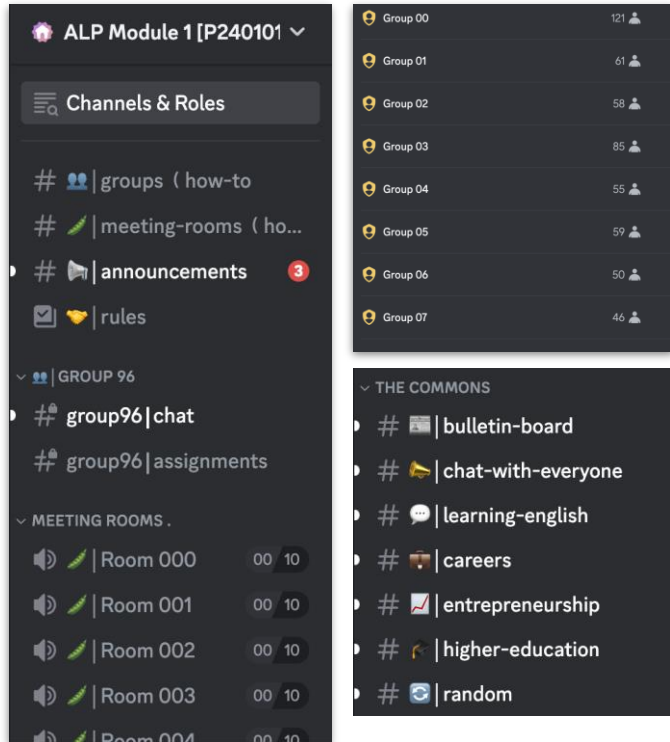 ALP Module 1 [P240101
Channels & Roles
groups ( how-to
meeting-rooms ( ho...
announcements 3
rules
GROUP 96
group96|chat
group96|assignments
MEETING ROOMS .
Room 000 00 10
Room 001 00 10
Room 002 00 10
Room 003 00 10
Room 004 00 10
Group 00 121
Group 01 61
Group 02 58
Group 03 85
Group 04 55
Group 05 59
Group 06 50
Group 07 46
THE COMMONS
bulletin-board
chat-with-everyone
learning-english
careers
entrepreneurship
higher-education
random